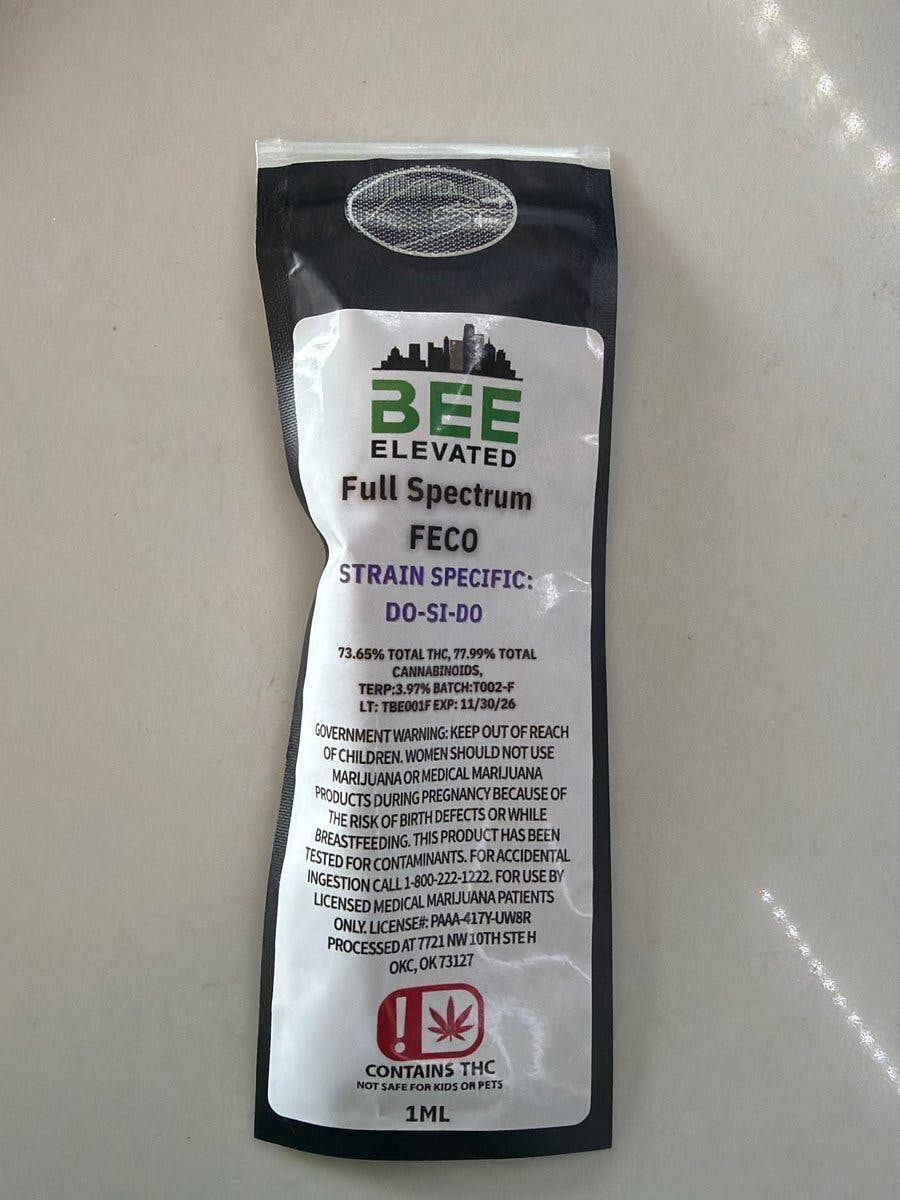 BEE
ELEVATED
Full Spectrum
FECO
STRAIN SPECIFIC:
DO-SI-DO
73.65% TOTAL THC, 77.99% TOTAL
CANNABINOIDS,
TERP:3.97% BATCH:T002-F
LT: TBE001F EXP: 11/30/26
GOVERNMENT WARNING: KEEP OUT OF REACH
OF CHILDREN. WOMEN SHOULD NOT USE
MARIJUANA OR MEDICAL MARIJUANA
PRODUCTS DURING PREGNANCY BECAUSE OF
THE RISK OF BIRTH DEFECTS OR WHILE
BREASTFEEDING. THIS PRODUCT HAS BEEN
TESTED FOR CONTAMINANTS. FOR ACCIDENTAL
INGESTION CALL 1-800-222-1222. FOR USE BY
LICENSED MEDICAL MARIJUANA PATIENTS
ONLY. LICENSE#: PAAA-417Y-UW8R
PROCESSED AT 7721 NW 10TH STE H
OKC, OK 73127
!
CONTAINS THC
NOT SAFE FOR KIDS OR PETS
1ML